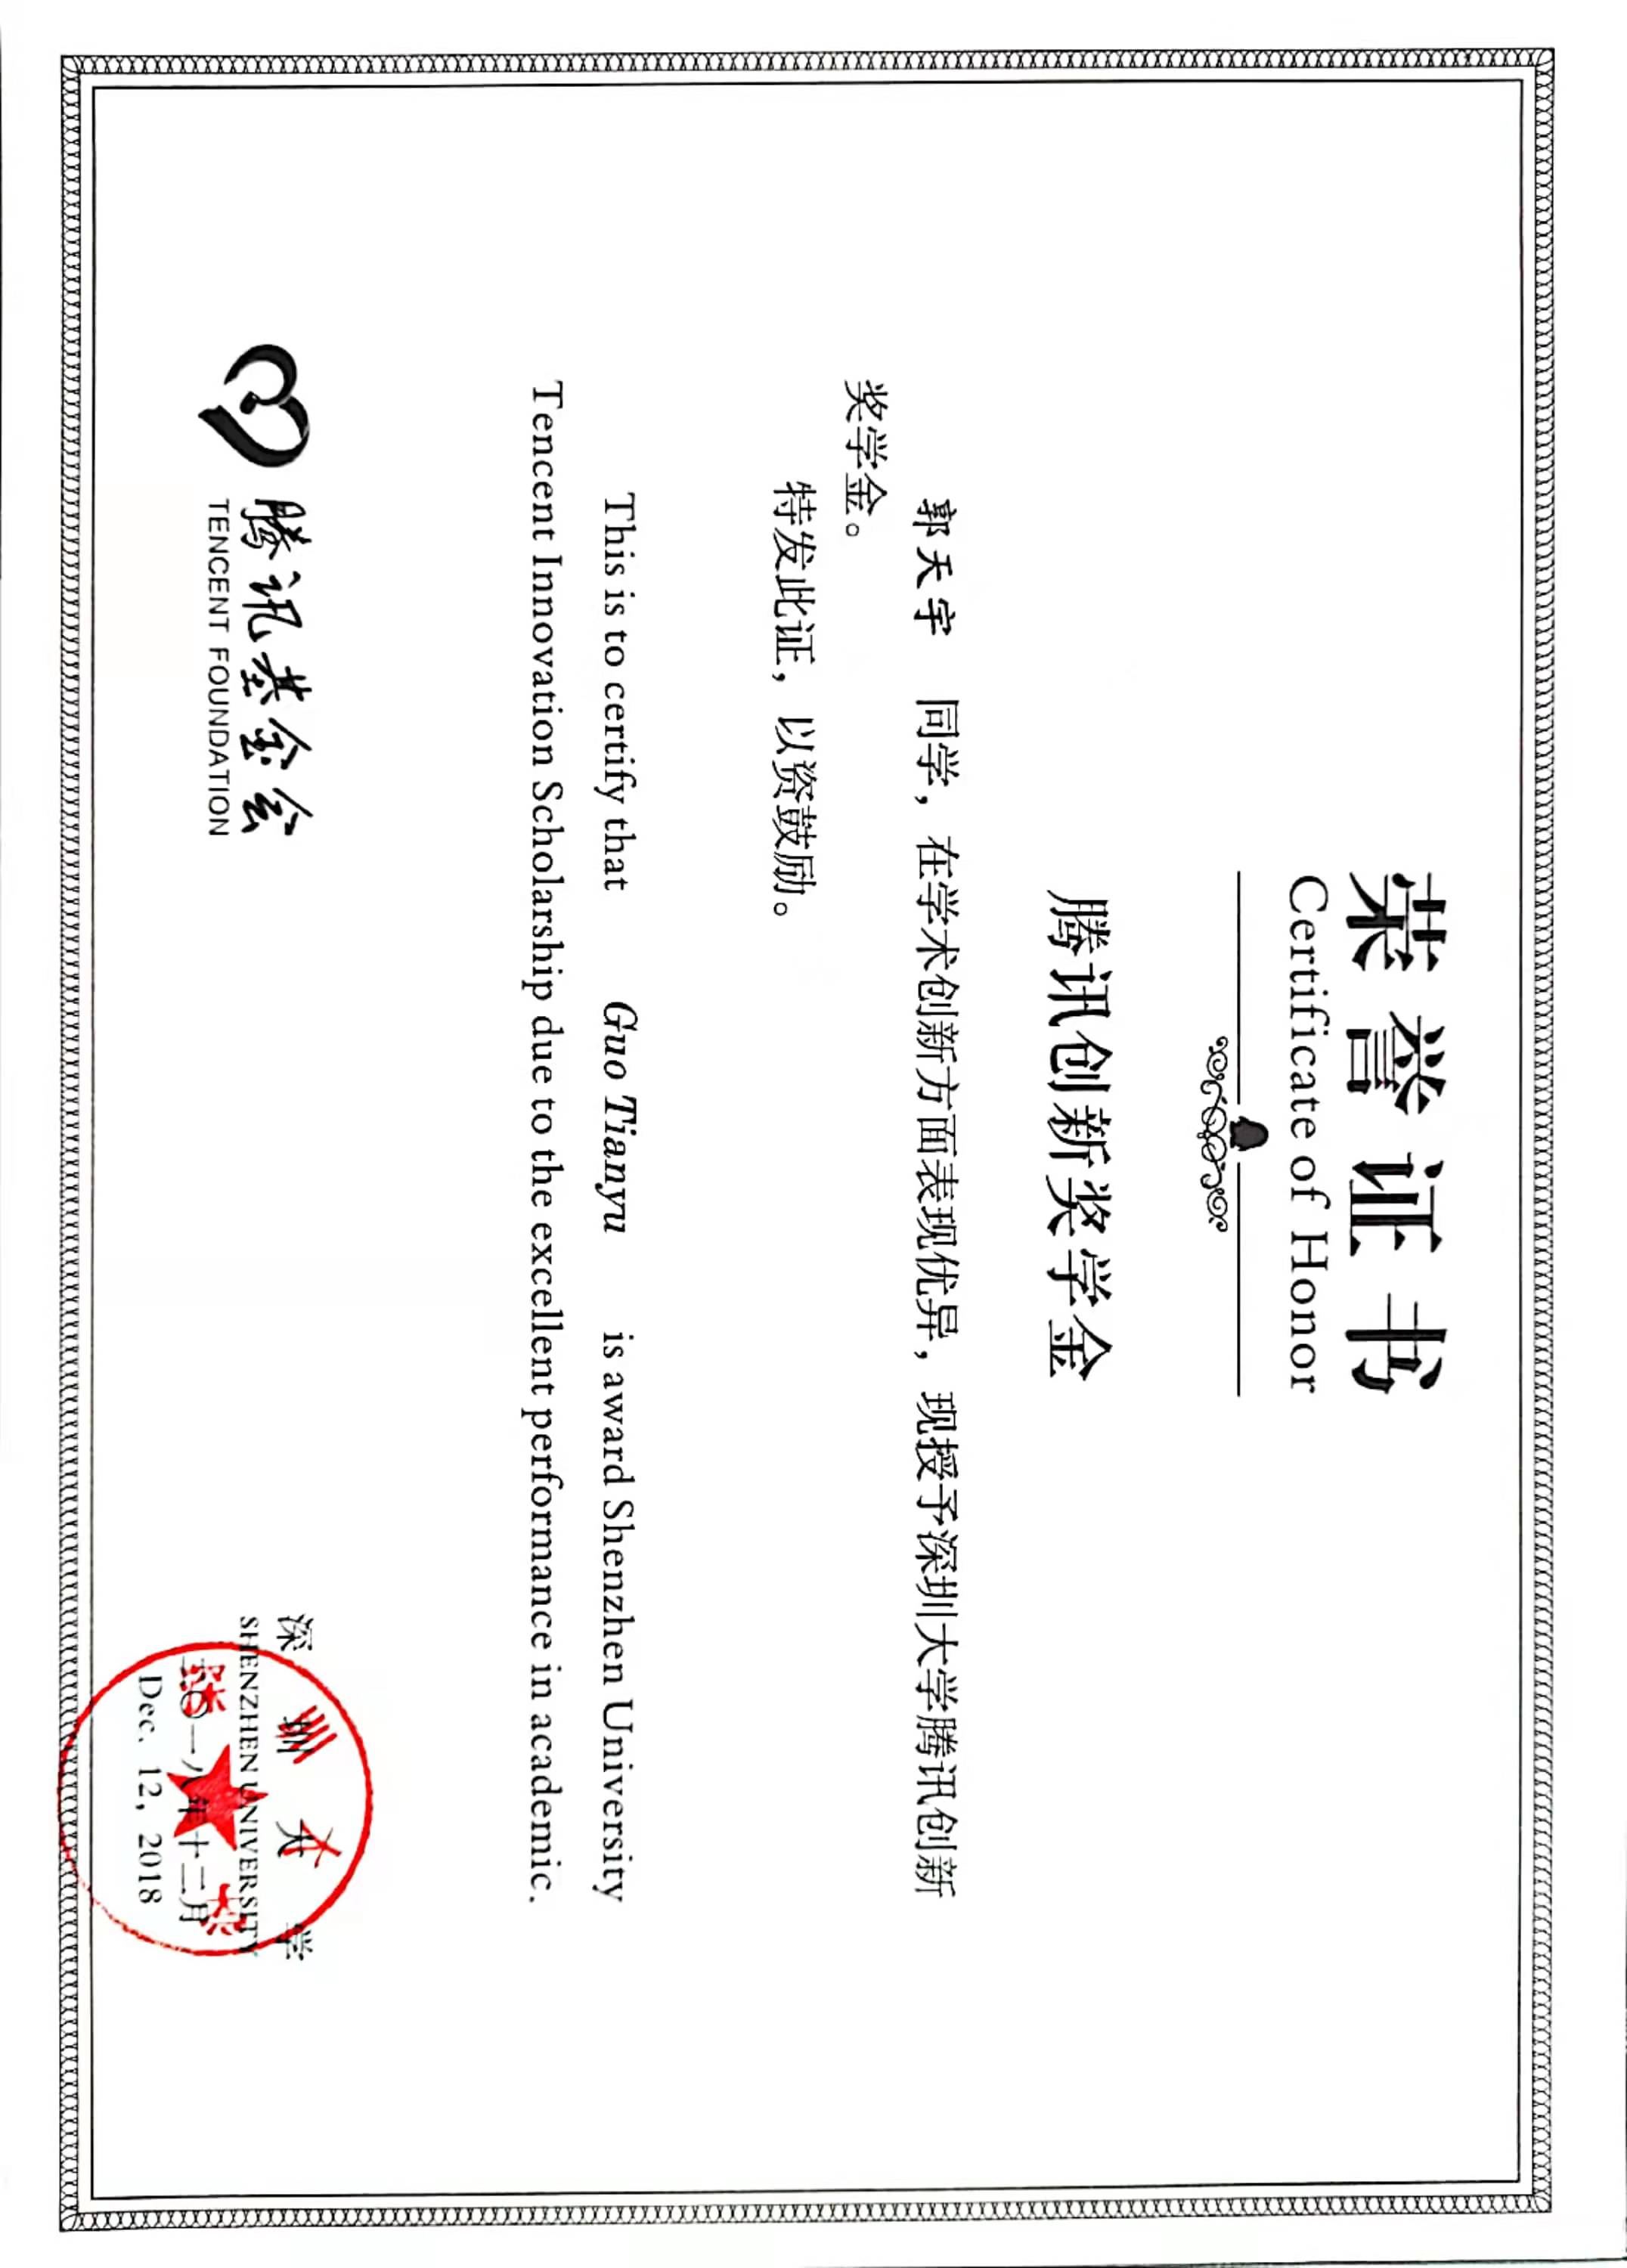 荣誉证书
Certificate of Honor
腾讯创新奖学金
郭天宇 同学，在学术创新方面表现优异，现授予深圳大学腾讯创新
奖学金。
特发此证，以资鼓励。
This is to certify that Guo Tianyu is award Shenzhen University
Tencent Innovation Scholarship due to the excellent performance in academic.
腾讯基金会
TENCENT FOUNDATION
深圳大学
深圳大学
SHENZHEN UNIVERSITY
二〇一八年十二月
Dec. 12, 2018